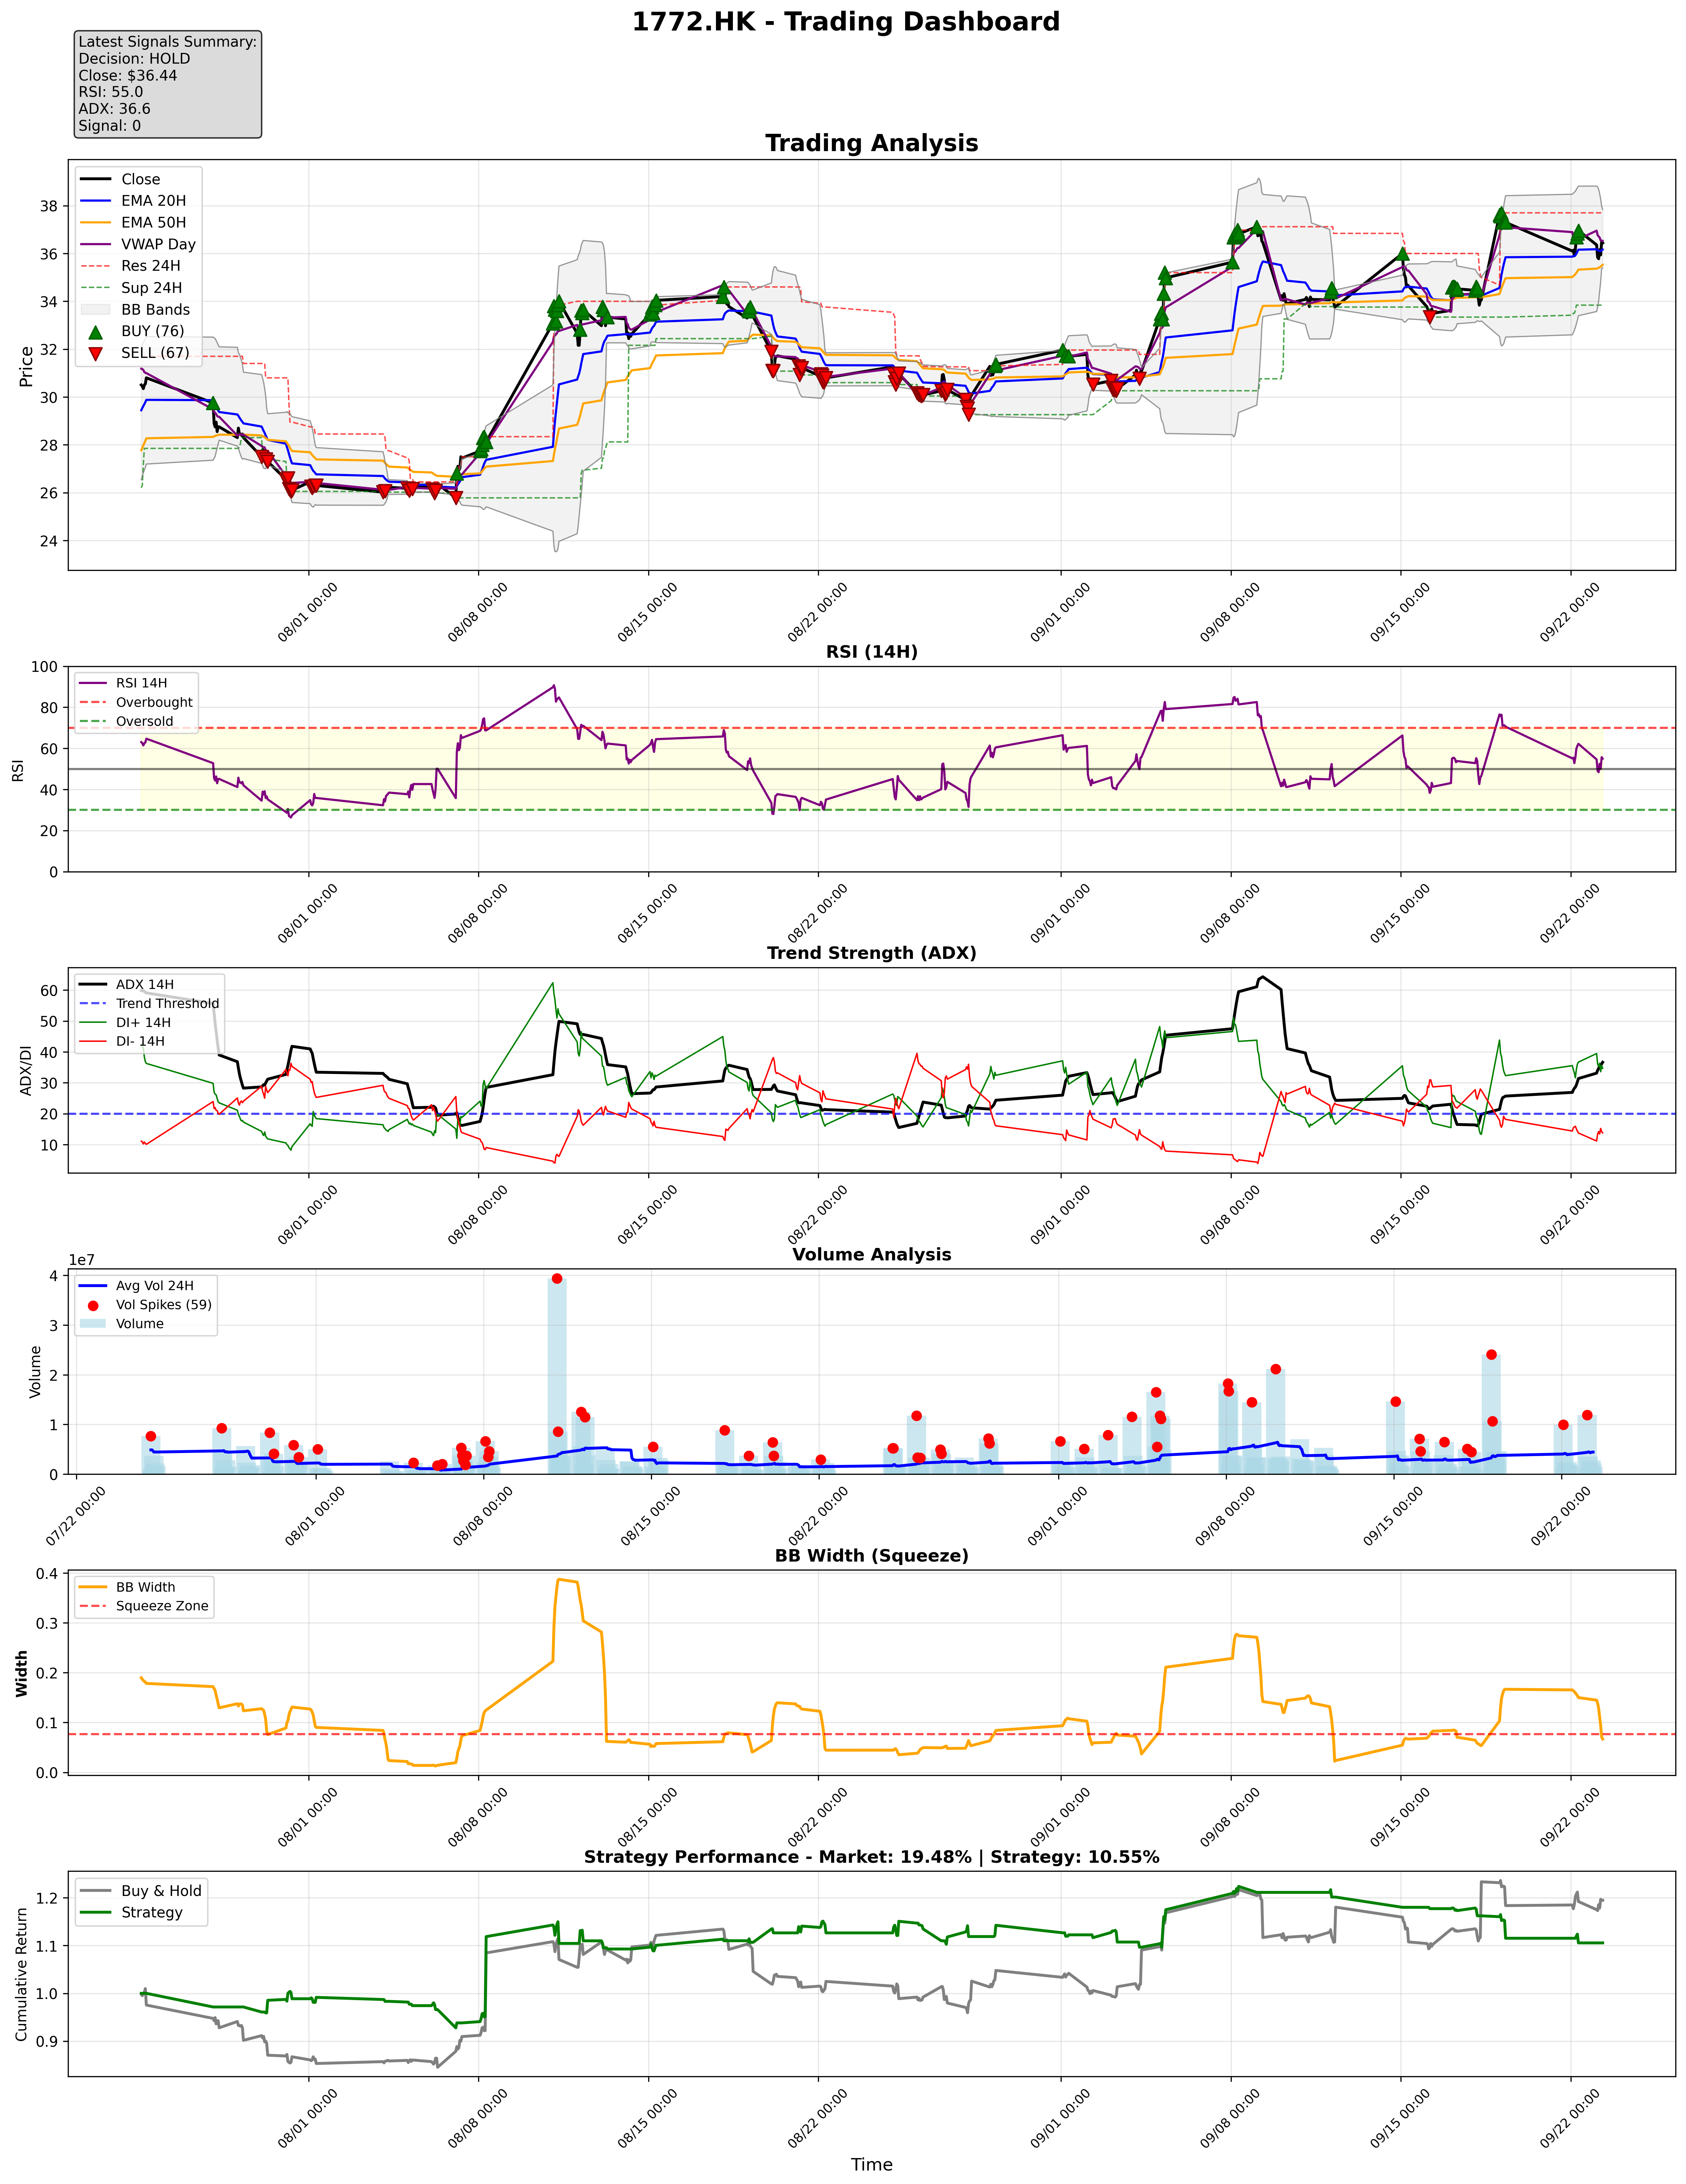 1772.HK - Trading Dashboard
Latest Signals Summary:
Decision: HOLD
Close: $36.44
RSI: 55.0
ADX: 36.6
Signal: 0
Trading Analysis
Close
EMA 20H
EMA 50H
VWAP Day
Res 24H
Sup 24H
BB Bands
BUY (76)
SELL (67)
Price
38
36
34
32
30
28
26
24
08/01 00:00
08/08 00:00
08/15 00:00
08/22 00:00
09/01 00:00
09/08 00:00
09/15 00:00
09/22 00:00
RSI (14H)
RSI 14H
Overbought
Oversold
RSI
100
80
60
40
20
0
08/01 00:00
08/08 00:00
08/15 00:00
08/22 00:00
09/01 00:00
09/08 00:00
09/15 00:00
09/22 00:00
Trend Strength (ADX)
ADX 14H
Trend Threshold
DI+ 14H
DI- 14H
ADX/DI
60
50
40
30
20
10
08/01 00:00
08/08 00:00
08/15 00:00
08/22 00:00
09/01 00:00
09/08 00:00
09/15 00:00
09/22 00:00
Volume Analysis
1e7
Avg Vol 24H
Vol Spikes (59)
Volume
Volume
4
3
2
1
0
07/22 00:00
08/01 00:00
08/08 00:00
08/15 00:00
08/22 00:00
09/01 00:00
09/08 00:00
09/15 00:00
09/22 00:00
BB Width (Squeeze)
BB Width
Squeeze Zone
Width
0.4
0.3
0.2
0.1
0.0
08/01 00:00
08/08 00:00
08/15 00:00
08/22 00:00
09/01 00:00
09/08 00:00
09/15 00:00
09/22 00:00
Strategy Performance - Market: 19.48% | Strategy: 10.55%
Buy & Hold
Strategy
Cumulative Return
1.2
1.1
1.0
0.9
08/01 00:00
08/08 00:00
08/15 00:00
08/22 00:00
09/01 00:00
09/08 00:00
09/15 00:00
09/22 00:00
Time